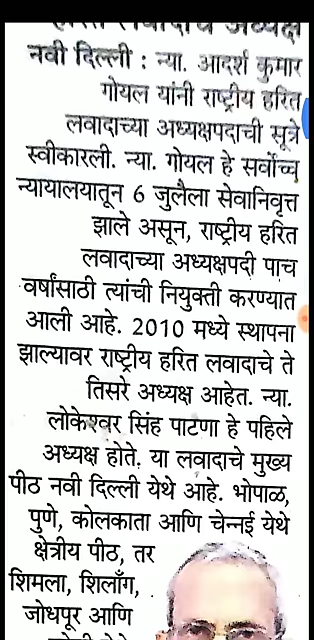 नवी दिल्ली : न्या. आदर्श कुमार
गोयल यांनी राष्ट्रीय हरित
लवादाच्या अध्यक्षपदाची सूत्रे
स्वीकारली. न्या. गोयल हे सर्वोच्च
न्यायालयातून 6 जुलैला सेवानिवृत्त
झाले असून, राष्ट्रीय हरित
लवादाच्या अध्यक्षपदी पाच
वर्षांसाठी त्यांची नियुक्ती करण्यात
आली आहे. 2010 मध्ये स्थापना
झाल्यावर राष्ट्रीय हरित लवादाचे ते
तिसरे अध्यक्ष आहेत. न्या.
लोकेश्वर सिंह पाटणा हे पहिले
अध्यक्ष होते. या लवादाचे मुख्य
पीठ नवी दिल्ली येथे आहे. भोपाळ,
पुणे, कोलकाता आणि चेन्नई येथे
क्षेत्रीय पीठ, तर
शिमला, शिलाँग,
जोधपूर आणि